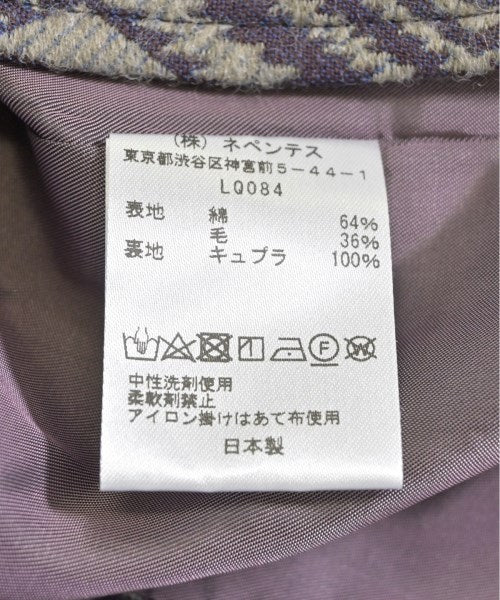 (株) ネペンテス
東京都渋谷区神宮前5-44-1
LQ084
表地 綿 64%
毛 36%
裏地 キュプラ 100%
中性洗剤使用
柔軟剤禁止
アイロン掛けはあて布使用
日本製